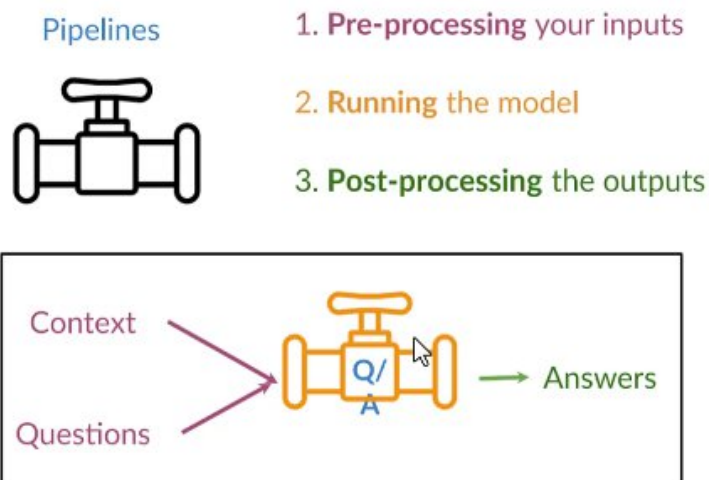 Pipelines
1. Pre-processing your inputs
2. Running the model
3. Post-processing the outputs
Context
Questions
Q/
A
Answers